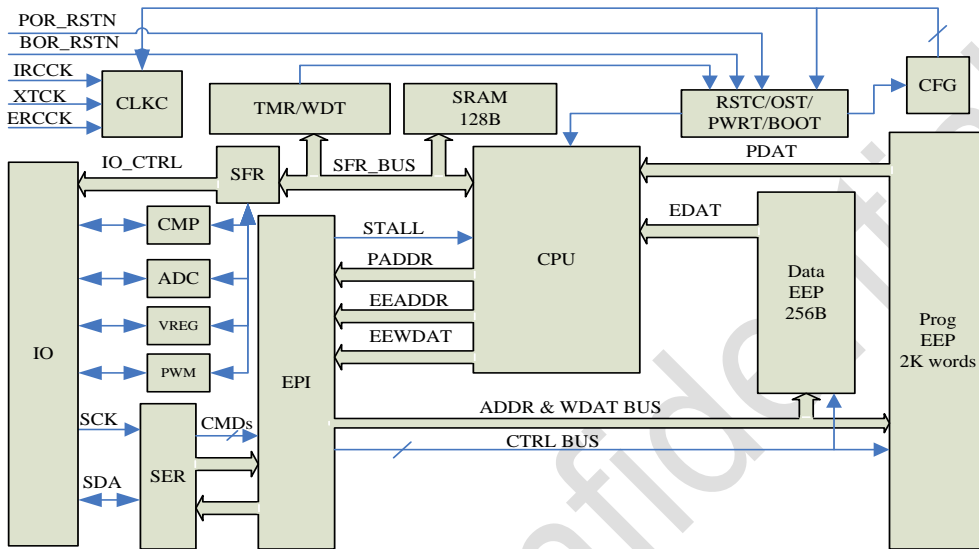 POR_RSTN
BOR_RSTN
IRCCK
XTCK
ERCCK
CLKC
TMR/WDT
SRAM
128B
RSTC/OST/
PWRT/BOOT
CFG
IO_CTRL
SFR
SFR_BUS
PDAT
CMP
STALL
EDAT
ADC
PADDR
CPU
Data
EEP
256B
EEADDR
VREG
EEWDAT
Prog
EEP
2K words
IO
PWM
EPI
ADDR & WDAT BUS
SCK
CMDs
CTRL BUS
SER
SDA